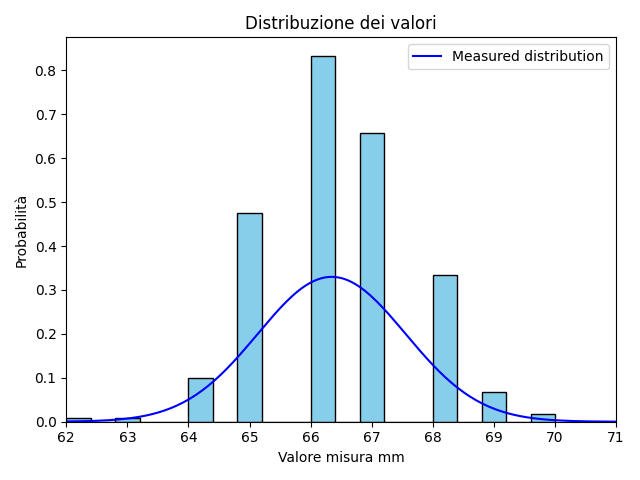 Distribuzione dei valori
Measured distribution
Probabilità
0.8
0.7
0.6
0.5
0.4
0.3
0.2
0.1
0.0
62 63 64 65 66 67 68 69 70 71
Valore misura mm